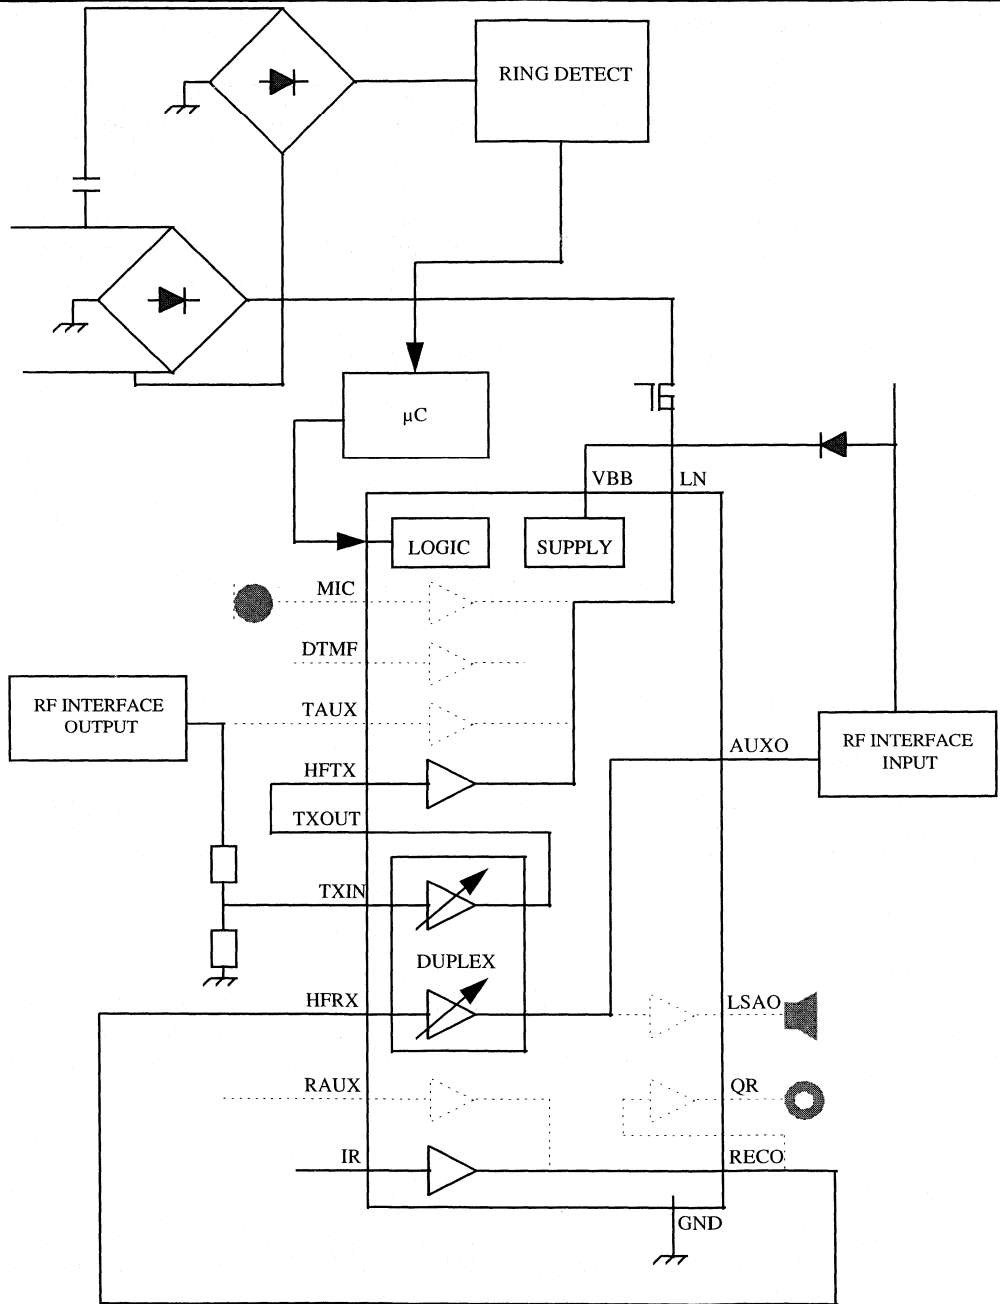 RING DETECT
µC
VBB
LN
LOGIC
SUPPLY
MIC
DTMF
TAUX
RF INTERFACE
OUTPUT
AUXO
RF INTERFACE
INPUT
HFTX
TXOUT
TXIN
DUPLEX
HFRX
LSAO
RAUX
QR
IR
RECO
GND